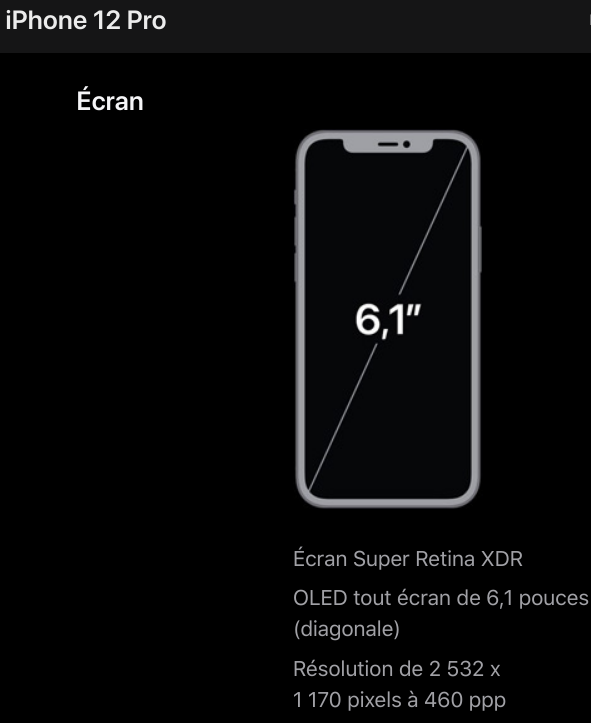 iPhone 12 Pro
Écran
6,1″
Écran Super Retina XDR
OLED tout écran de 6,1 pouces
(diagonale)
Résolution de 2 532 x
1 170 pixels à 460 ppp